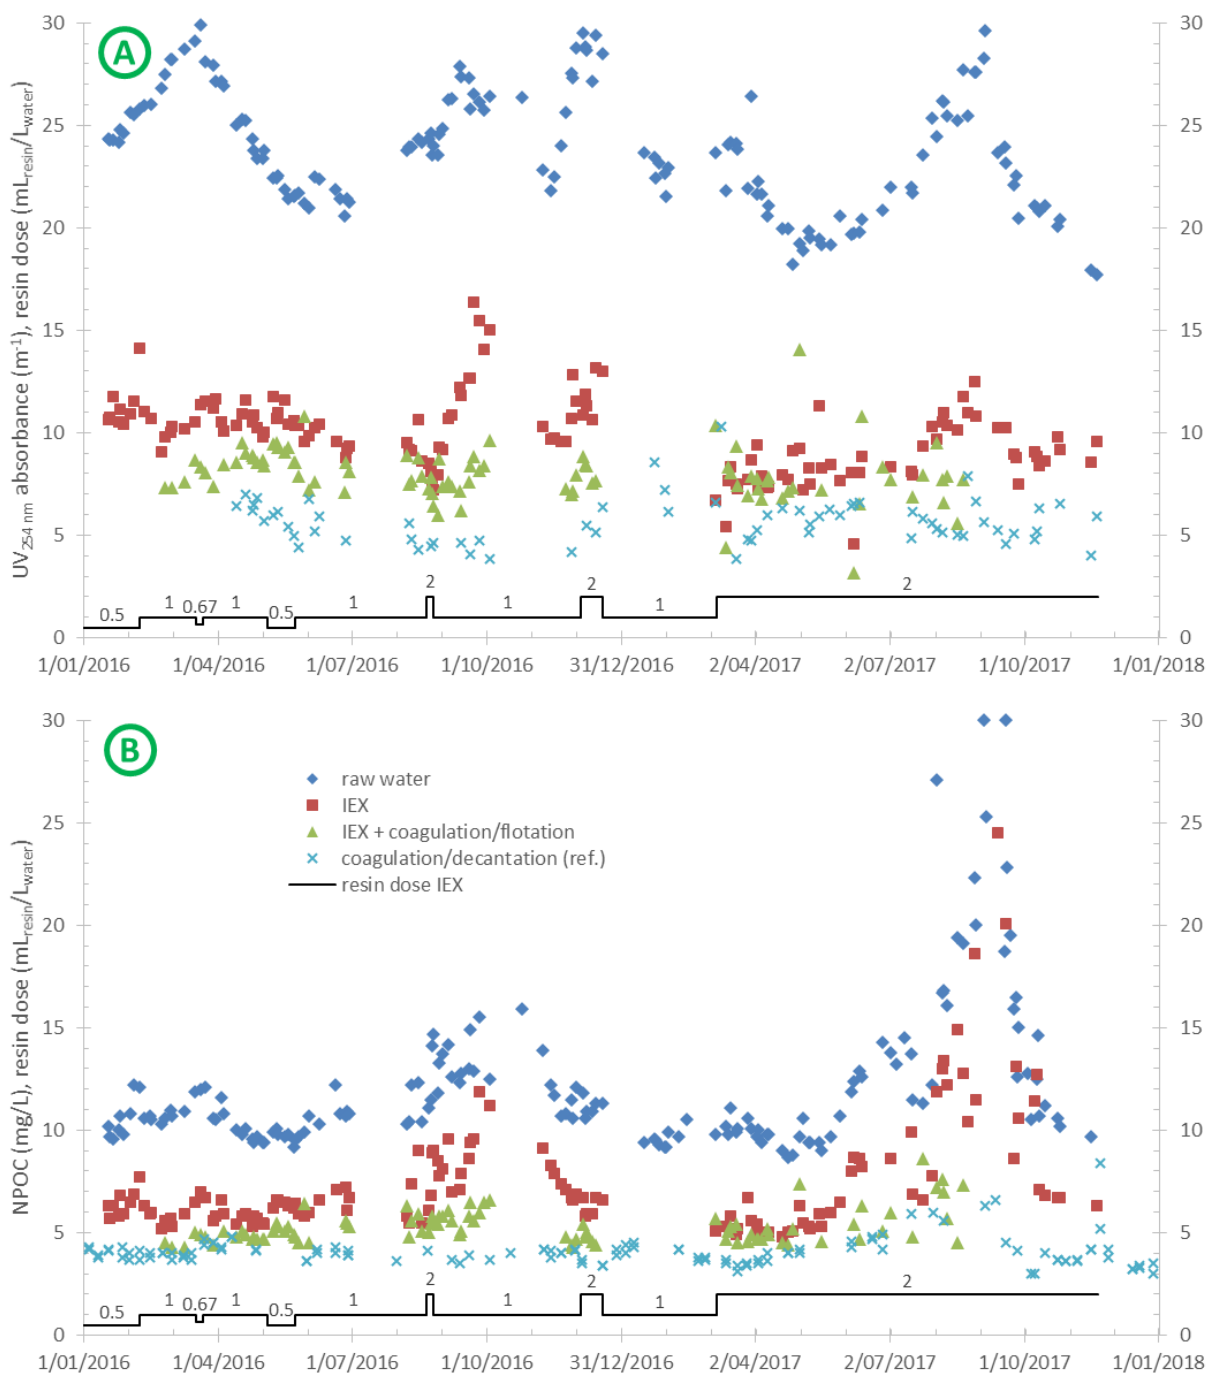 A
30
25
20
15
10
5
0
UV254 nm absorbance (m-1), resin dose (mLresin/Lwater)
30
25
20
15
10
5
0
0.5 1 0.67 1 0.5 1 2 1 2 1 2
1/01/2016 1/04/2016 1/07/2016 1/10/2016 31/12/2016 2/04/2017 2/07/2017 1/10/2017 1/01/2018
B
30
25
20
15
10
5
0
NPOC (mg/L), resin dose (mLresin/Lwater)
30
25
20
15
10
5
0
raw water
IEX
IEX + coagulation/flotation
coagulation/decantation (ref.)
resin dose IEX
0.5 1 0.67 1 0.5 1 2 1 2 1 2
1/01/2016 1/04/2016 1/07/2016 1/10/2016 31/12/2016 2/04/2017 2/07/2017 1/10/2017 1/01/2018